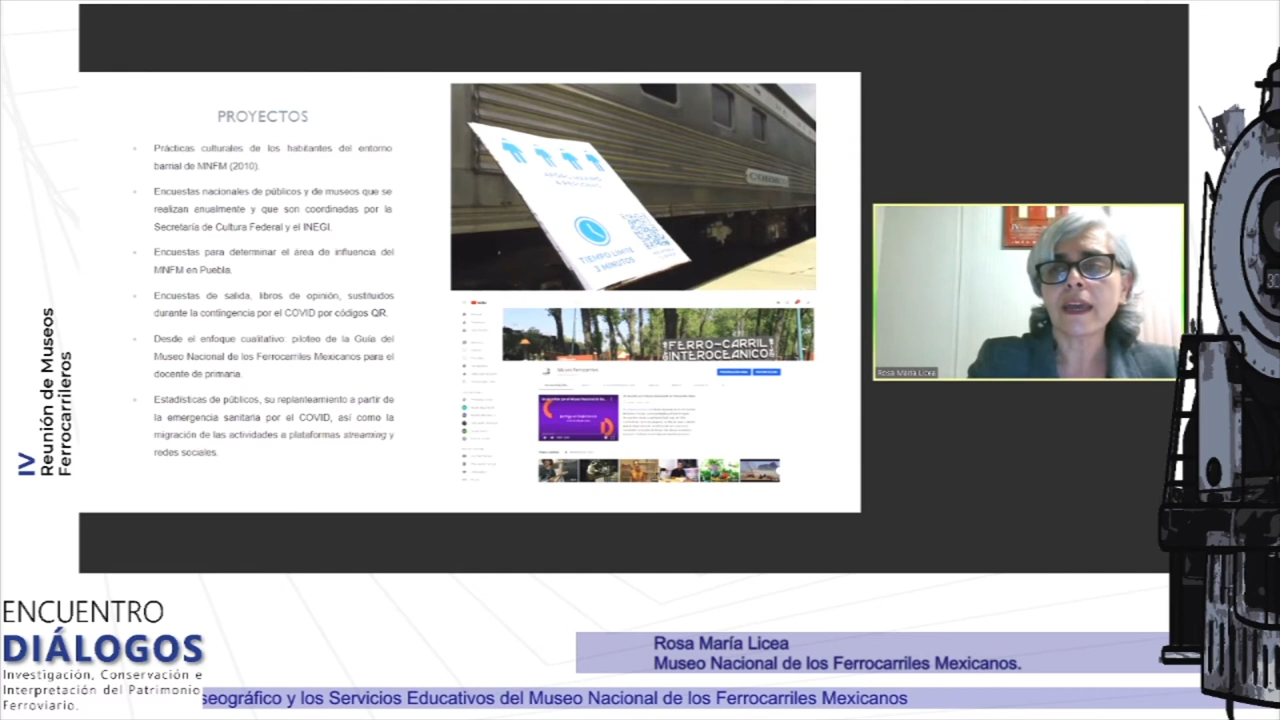 PROYECTOS
Prácticas culturales de los habitantes del entorno
barrial de MNFM (2010).
Encuestas nacionales de públicos y de museos que se
realizan anualmente y que son coordinadas por la
Secretaría de Cultura Federal y el INEGI.
Encuestas para determinar el área de influencia del
MNFM en Puebla.
Encuestas de salida, libros de opinión, sustituidos
durante la contingencia por el COVID por códigos QR.
Desde el enfoque cualitativo: piloteo de la Guía del
Museo Nacional de los Ferrocarriles Mexicanos para el
docente de primaria.
Estadísticas de públicos, su replanteamiento a partir de
la emergencia sanitaria por el COVID, así como la
migración de las actividades a plataformas streaming y
redes sociales.
TIEMPO LIMITE
3 MINUTOS
FERRO-CARRIL
INTEROCEANICO
Rosa María Licea
IV
Reunión de Museos
Ferrocarrileros
ENCUENTRO
DIÁLOGOS
Investigación, Conservación e
Interpretación del Patrimonio
Ferroviario.
Rosa María Licea
Museo Nacional de los Ferrocarriles Mexicanos.
seográfico y los Servicios Educativos del Museo Nacional de los Ferrocarriles Mexicanos